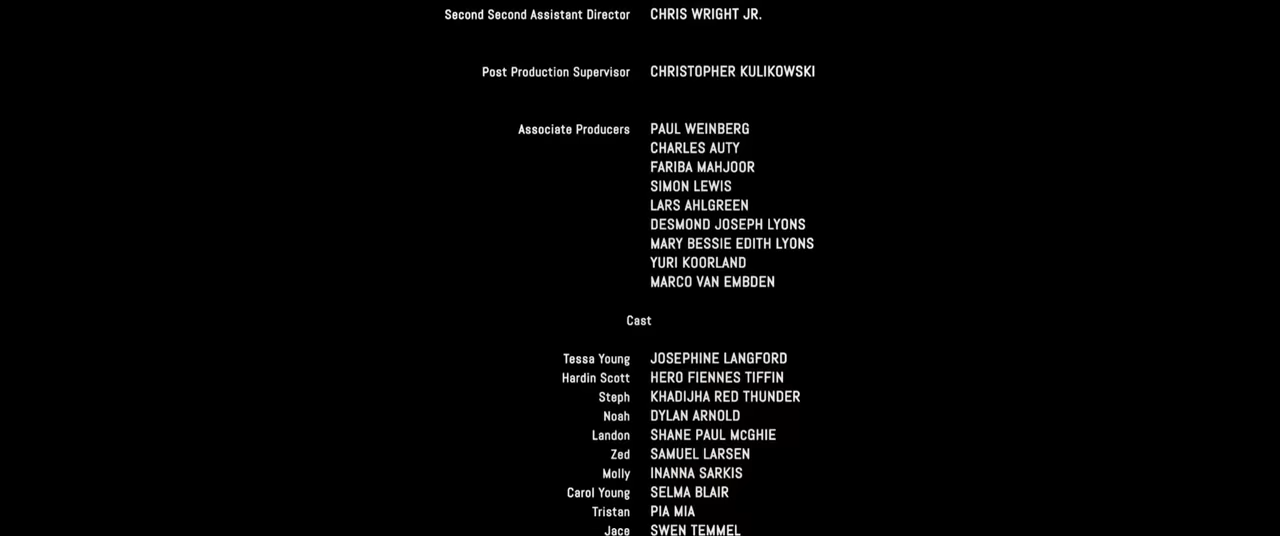 Second Second Assistant Director CHRIS WRIGHT JR.
Post Production Supervisor CHRISTOPHER KULIKOWSKI
Associate Producers PAUL WEINBERG
CHARLES AUTY
FARIBA MAHJOOR
SIMON LEWIS
LARS AHLGREEN
DESMOND JOSEPH LYONS
MARY BESSIE EDITH LYONS
YURI KOORLAND
MARCO VAN EMBDEN
Cast
Tessa Young JOSEPHINE LANGFORD
Hardin Scott HERO FIENNES TIFFIN
Steph KHADIJHA RED THUNDER
Noah DYLAN ARNOLD
Landon SHANE PAUL McGHIE
Zed SAMUEL LARSEN
Molly INANNA SARKIS
Carol Young SELMA BLAIR
Tristan PIA MIA
Jace SWEN TEMMEL